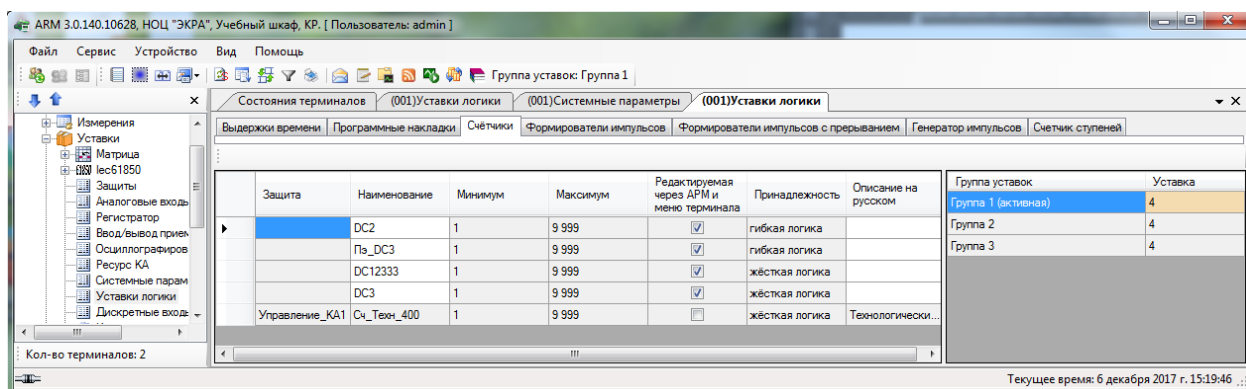 ARM 3.0.140.10628, НОЦ "ЭКРА", Учебный шкаф, КР. [ Пользователь: admin ]
Файл Сервис Устройство Вид Помощь
Группа уставок: Группа 1
Состояния терминалов (001)Уставки логики (001)Системные параметры (001)Уставки логики
Измерения
Уставки
Матрица
Iec61850
Защиты
Аналоговые входь
Регистратор
Ввод/вывод прием
Осциллографиров
Ресурс КА
Системные парам
Уставки логики
Дискретные входь
Кол-во терминалов: 2
Выдержки времени Программные накладки Счётчики Формирователи импульсов Формирователи импульсов с прерыванием Генератор импульсов Счетчик ступеней
Защита Наименование Минимум Максимум Редактируемая через АРМ и меню терминала Принадлежность Описание на русском
DC2 1 9 999 гибкая логика
Пэ_DC3 1 9 999 гибкая логика
DC12333 1 9 999 жёсткая логика
DC3 1 9 999 жёсткая логика
Управление_КА1 Сч_Техн_400 1 9 999 жёсткая логика Технологически...
Группа уставок Уставка
Группа 1 (активная) 4
Группа 2 4
Группа 3 4
Текущее время: 6 декабря 2017 г. 15:19:46